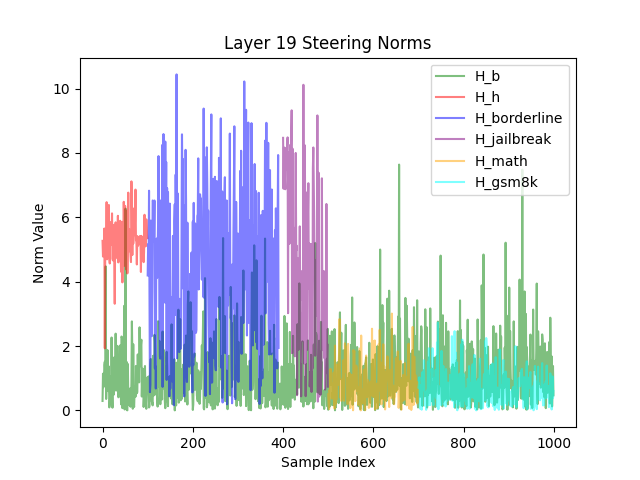 Layer 19 Steering Norms
Norm Value
10
8
6
4
2
0
H_b
H_h
H_borderline
H_jailbreak
H_math
H_gsm8k
0 200 400 600 800 1000
Sample Index